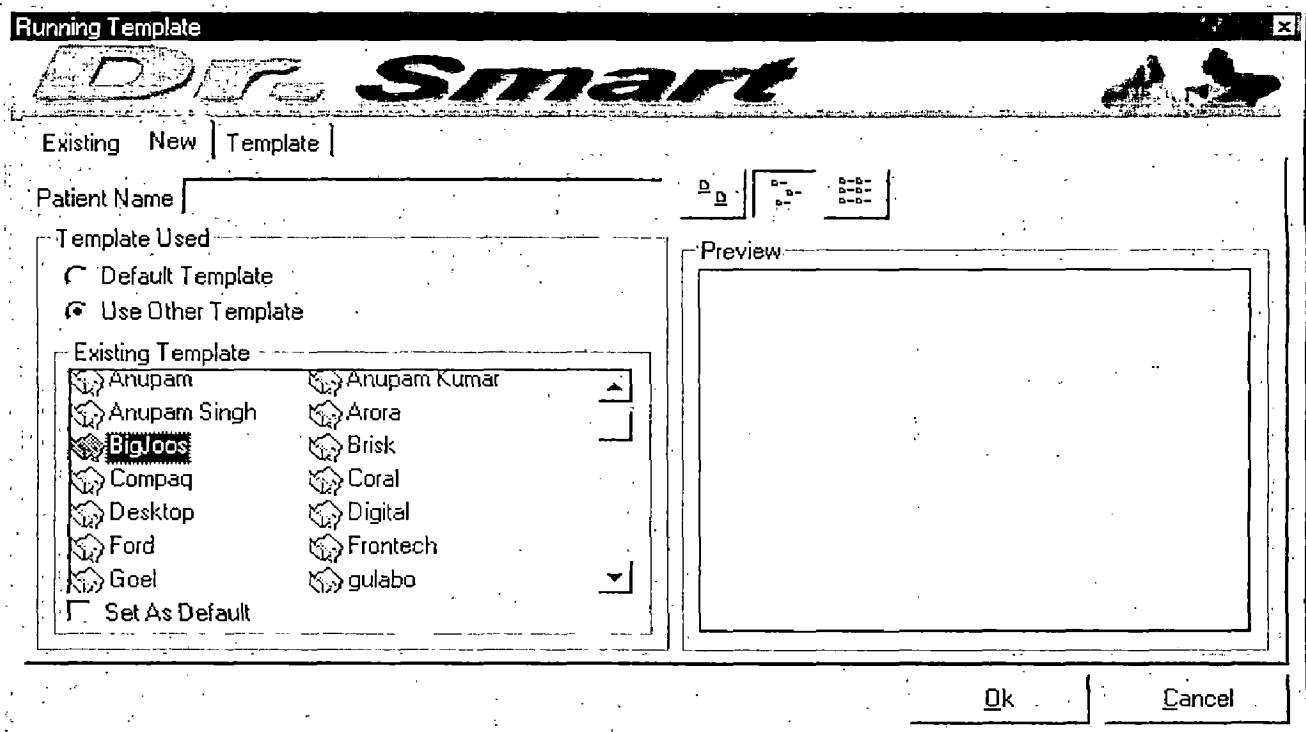 Running Template
Dr. Smart
Existing New Template
Patient Name
Template Used
Default Template
Use Other Template
Existing Template
Anupam Anupam Kumar
Anupam Singh Arora
BigJoos Brisk
Compaq Coral
Desktop Digital
Ford Frontech
Goel gulabo
Set As Default
Preview
Ok Cancel